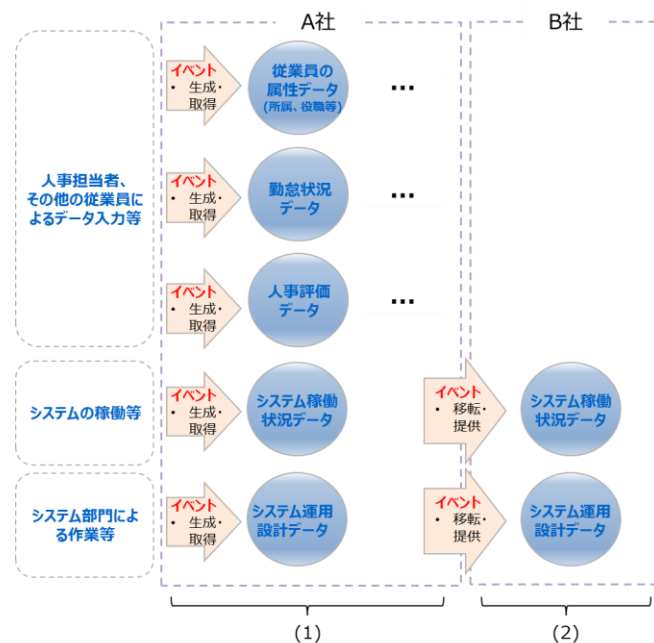 A社
B社
イベント
・ 生成・
取得
従業員の
属性データ
(所属、役職等)
…
人事担当者、
その他の従業員に
よるデータ入力等
イベント
・ 生成・
取得
勤怠状況
データ
…
イベント
・ 生成・
取得
人事評価
データ
…
システムの稼働等
イベント
・ 生成・
取得
システム稼働
状況データ
イベント
・ 移転・
提供
システム稼働
状況データ
システム部門によ
る作業等
イベント
・ 生成・
取得
システム運用
設計データ
イベント
・ 移転・
提供
システム運用
設計データ
(1)
(2)